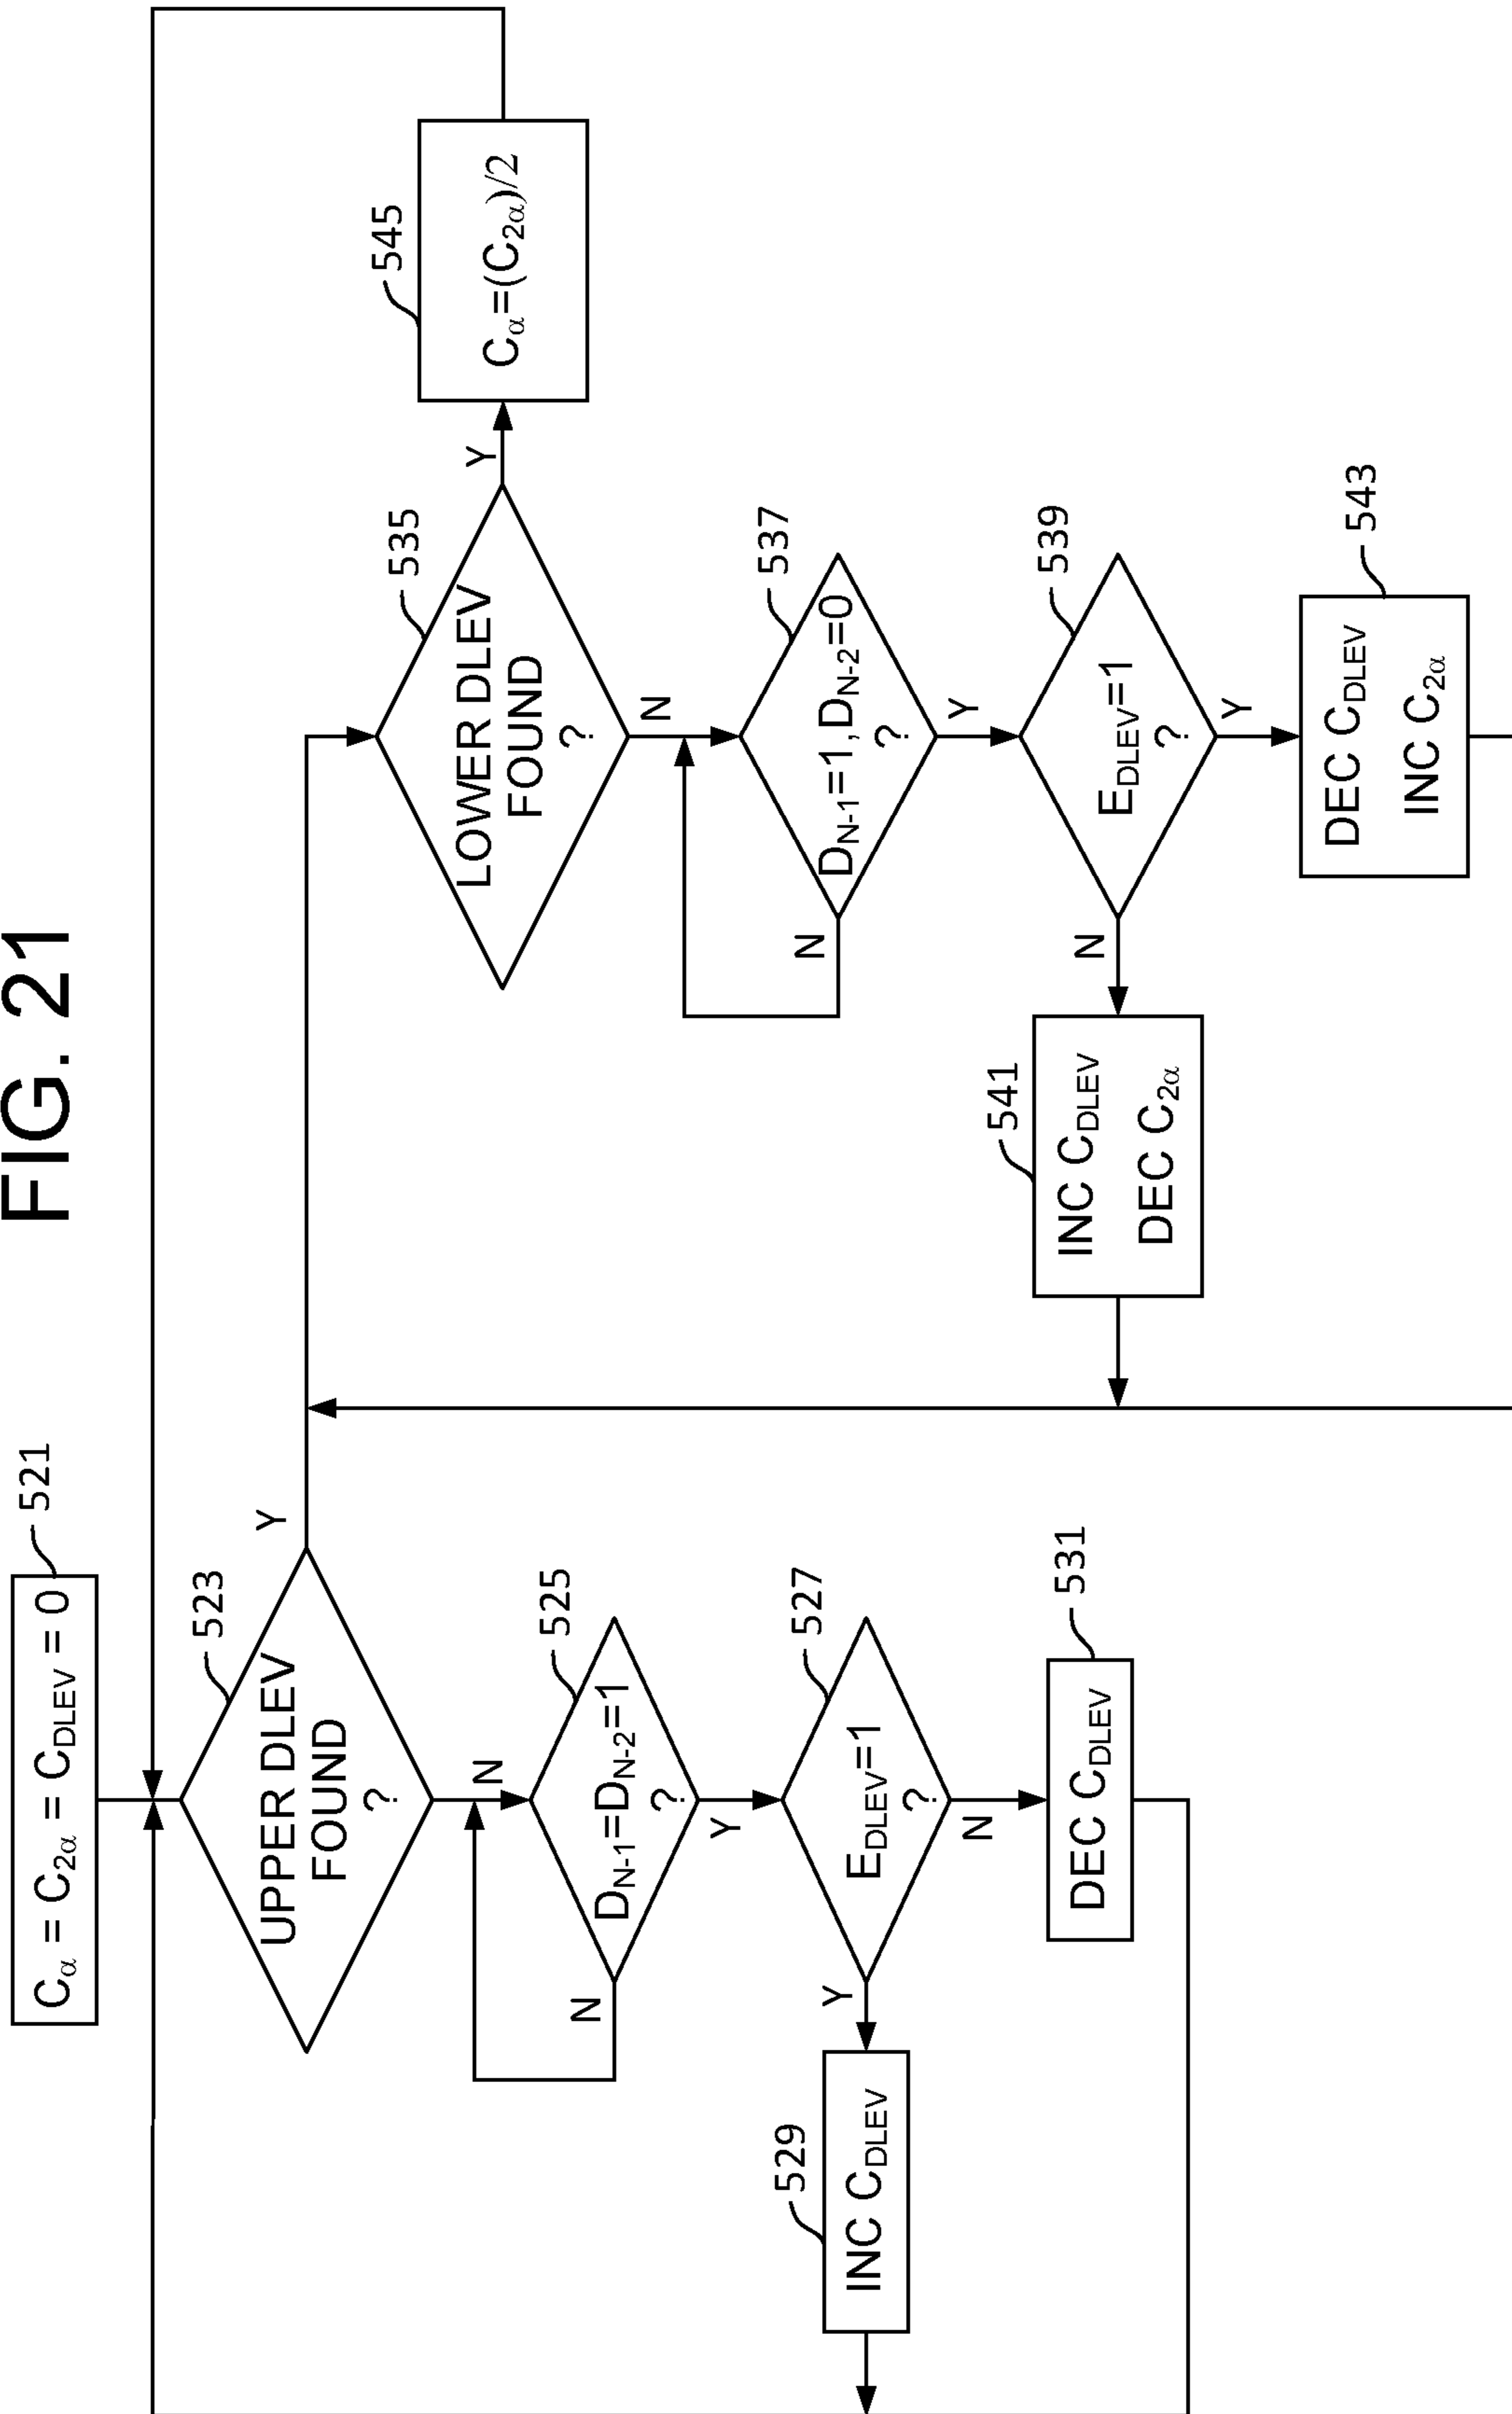 FIG. 21
Cα = C2α = CDLEV = 0
521
UPPER DLEV
FOUND
?
523
Y
N
DN-1=DN-2=1
?
525
N
Y
EDLEV=1
?
527
Y
N
INC CDLEV
529
DEC CDLEV
531
LOWER DLEV
FOUND
?
535
Y
N
Cα=(C2α)/2
545
DN-1=1,DN-2=0
?
537
N
Y
EDLEV=1
?
539
N
Y
INC CDLEV
DEC C2α
541
DEC CDLEV
INC C2α
543